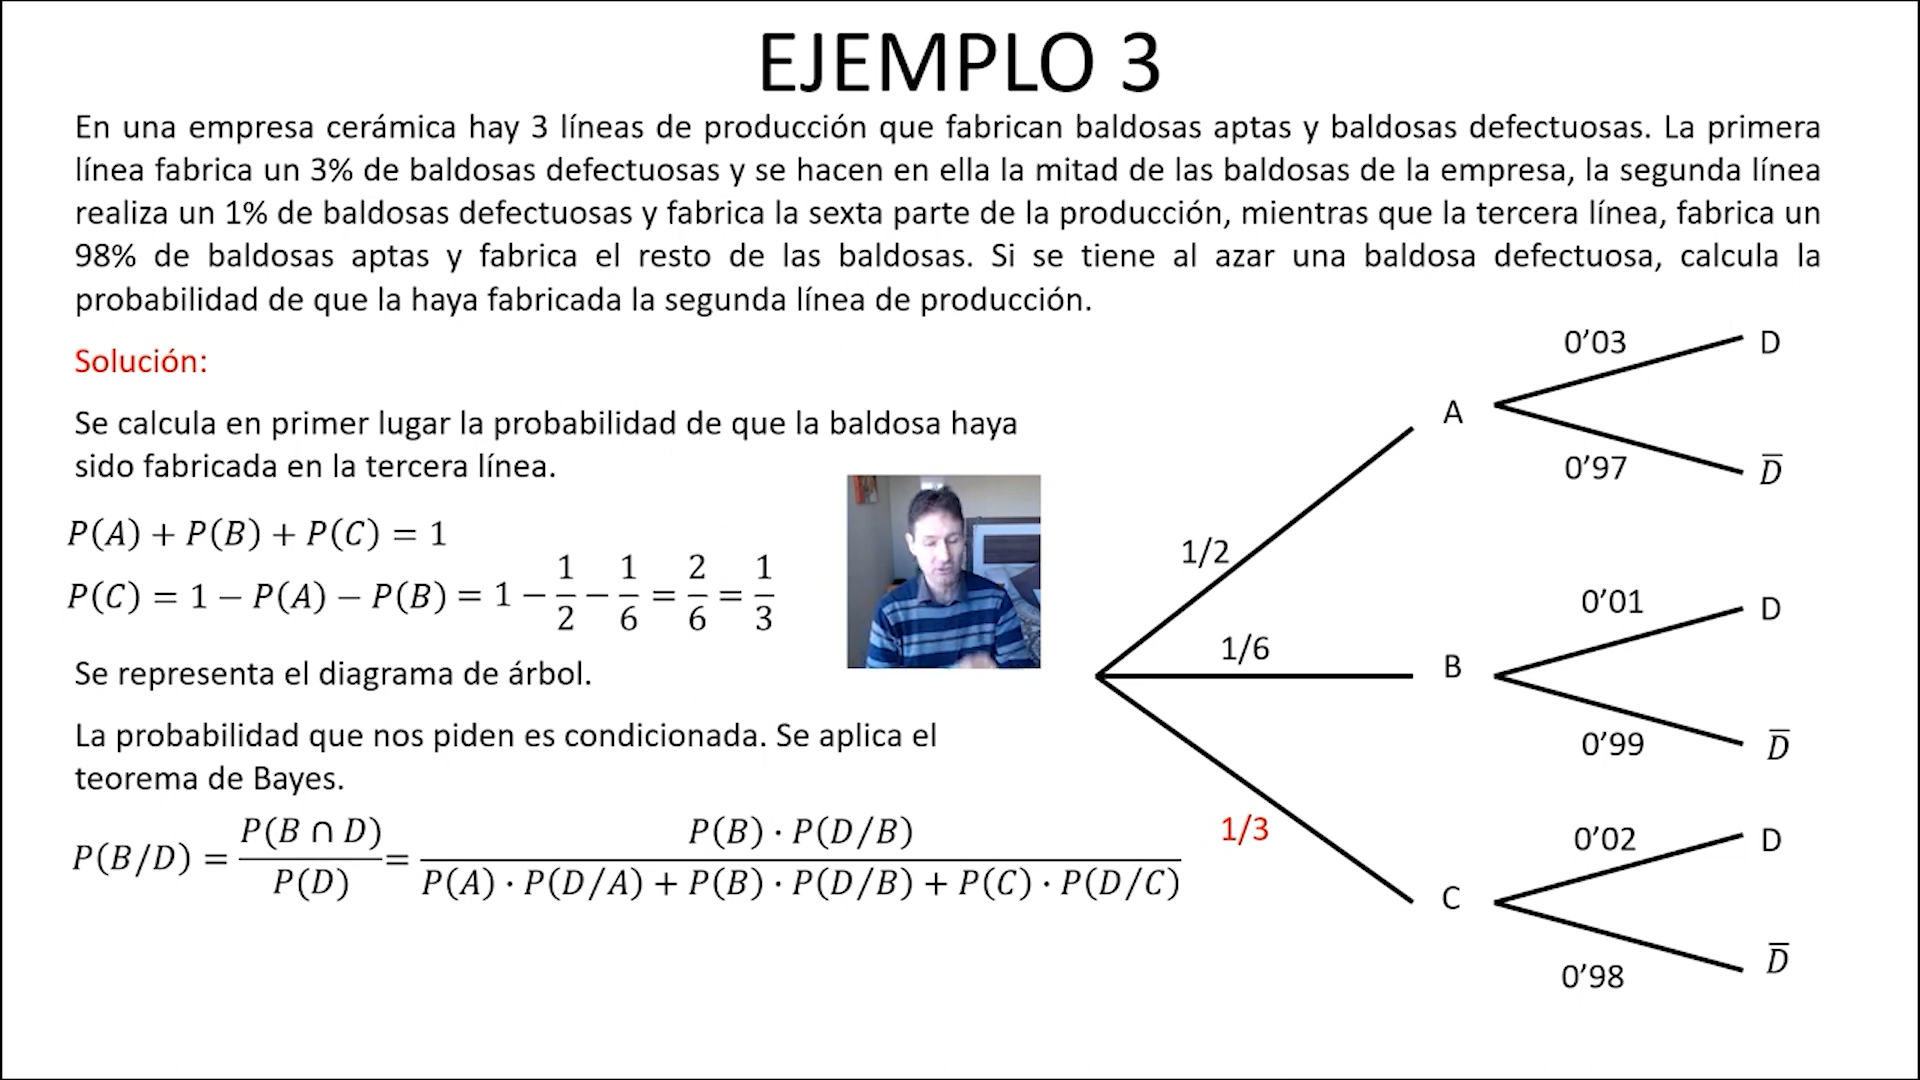 EJEMPLO 3
En una empresa cerámica hay 3 líneas de producción que fabrican baldosas aptas y baldosas defectuosas. La primera
línea fabrica un 3% de baldosas defectuosas y se hacen en ella la mitad de las baldosas de la empresa, la segunda línea
realiza un 1% de baldosas defectuosas y fabrica la sexta parte de la producción, mientras que la tercera línea, fabrica un
98% de baldosas aptas y fabrica el resto de las baldosas. Si se tiene al azar una baldosa defectuosa, calcula la
probabilidad de que la haya fabricada la segunda línea de producción.
Solución:
Se calcula en primer lugar la probabilidad de que la baldosa haya
sido fabricada en la tercera línea.
P(A) + P(B) + P(C) = 1
P(C) = 1 − P(A) − P(B) = 1 − 1/2 − 1/6 = 2/6 = 1/3
Se representa el diagrama de árbol.
La probabilidad que nos piden es condicionada. Se aplica el
teorema de Bayes.
P(B/D) = P(B ∩ D) / P(D) = P(B) · P(D/B) / P(A) · P(D/A) + P(B) · P(D/B) + P(C) · P(D/C)
1/2
A
0’03
D
0’97
D̅
1/6
B
0’01
D
0’99
D̅
1/3
C
0’02
D
0’98
D̅